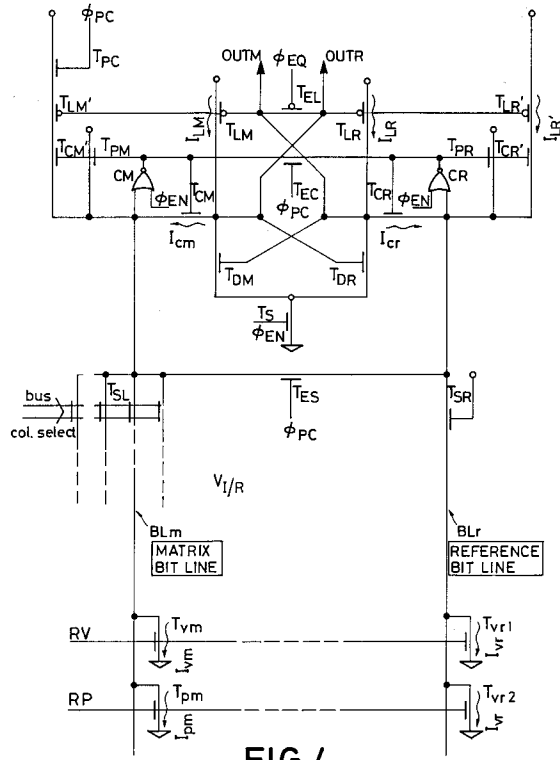 ϕPC
OUTM ϕEQ OUTR
TPC
TEL
TLM' ILM TLM TLR ILR TLR' ILR'
TCM' TPM TPR TCR'
CM ϕEN TCM TEC TCR ϕEN CR
ϕPC
Icm Icr
TDM TDR
TS
ϕEN
bus TSL TES TSR
col. select
ϕPC
VI/R
BLm BLr
MATRIX BIT LINE
REFERENCE BIT LINE
RV Tvm Ivm Tvr1 Ivr
RP Tpm Ipm Tvr2 Ivr